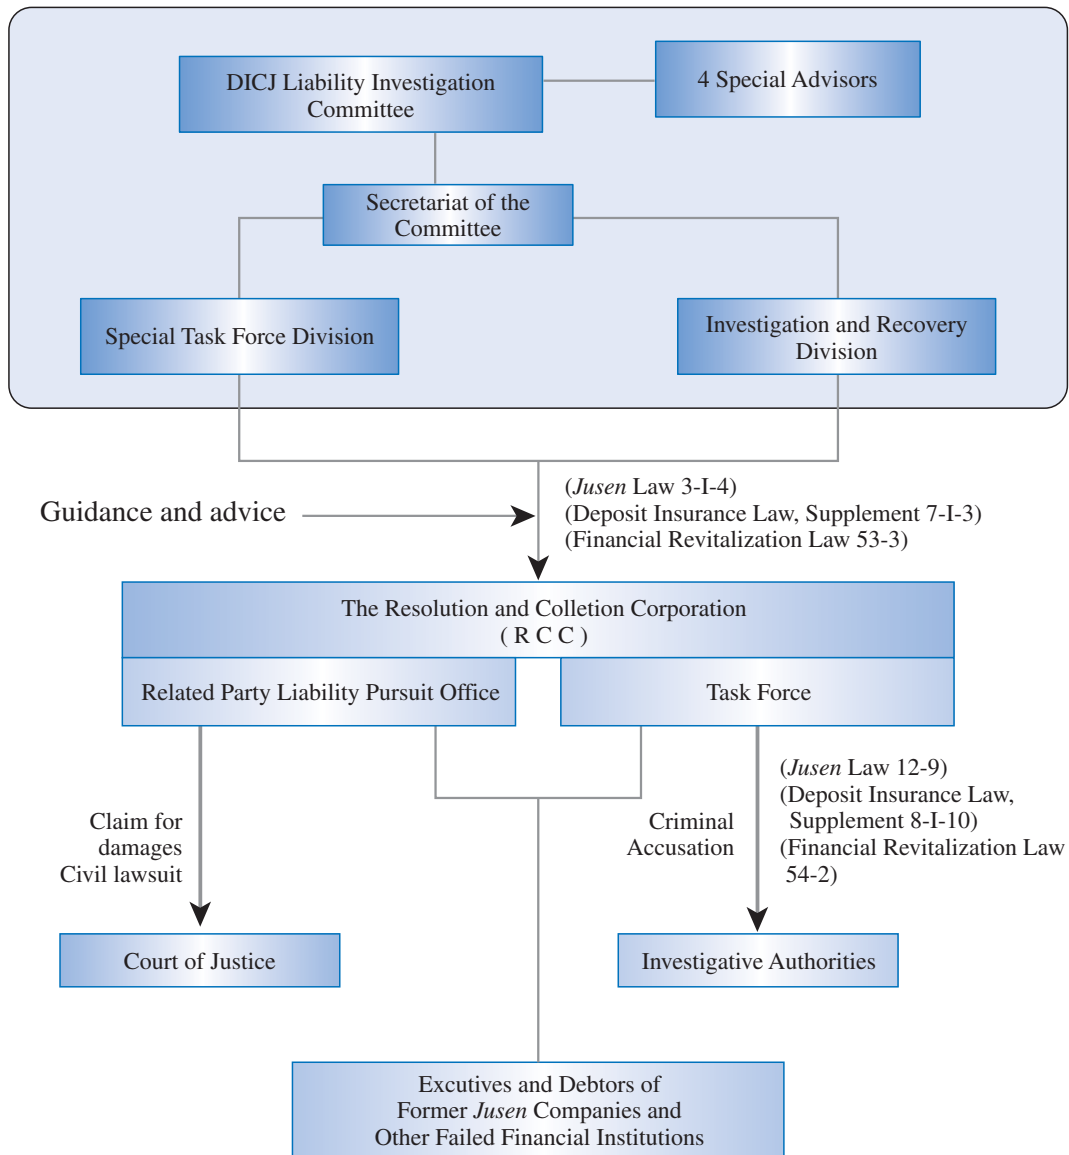 DICJ Liability Investigation
Committee
4 Special Advisors
Secretariat of the
Committee
Special Task Force Division
Investigation and Recovery
Division
Guidance and advice
(Jusen Law 3-I-4)
(Deposit Insurance Law, Supplement 7-I-3)
(Financial Revitalization Law 53-3)
The Resolution and Colletion Corporation
( R C C )
Related Party Liability Pursuit Office
Task Force
Claim for
damages
Civil lawsuit
Criminal
Accusation
(Jusen Law 12-9)
(Deposit Insurance Law,
Supplement 8-I-10)
(Financial Revitalization Law
54-2)
Court of Justice
Investigative Authorities
Excutives and Debtors of
Former Jusen Companies and
Other Failed Financial Institutions